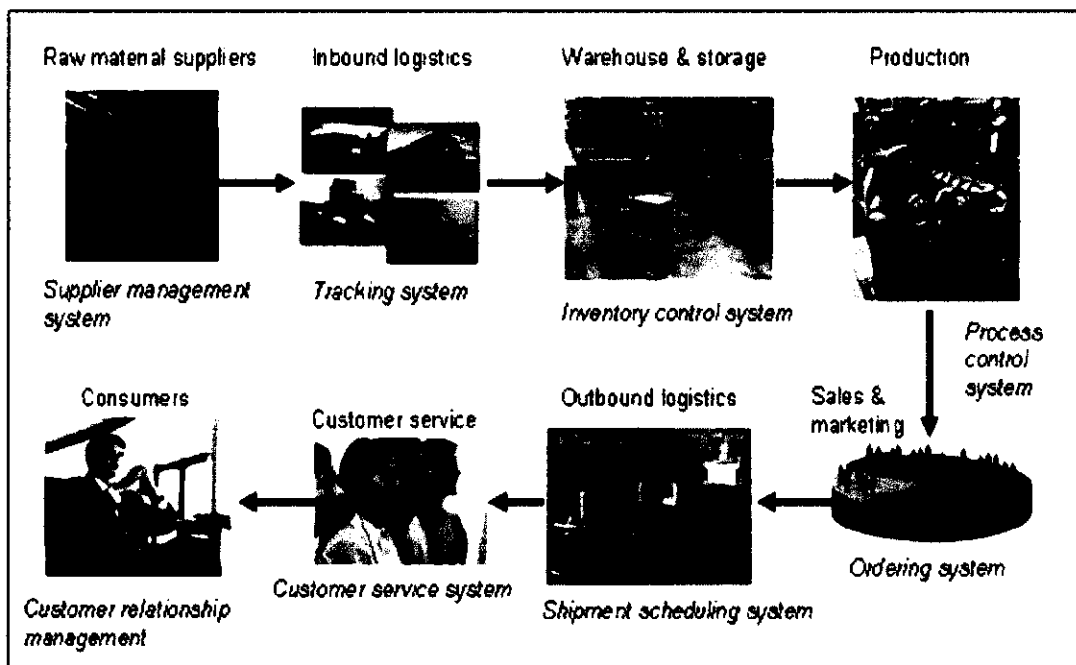 Raw material suppliers
Inbound logistics
Warehouse & storage
Production
Supplier management
system
Tracking system
Inventory control system
Process
control
system
Consumers
Customer service
Outbound logistics
Sales &
marketing
Customer relationship
management
Customer service system
Shipment scheduling system
Ordering system